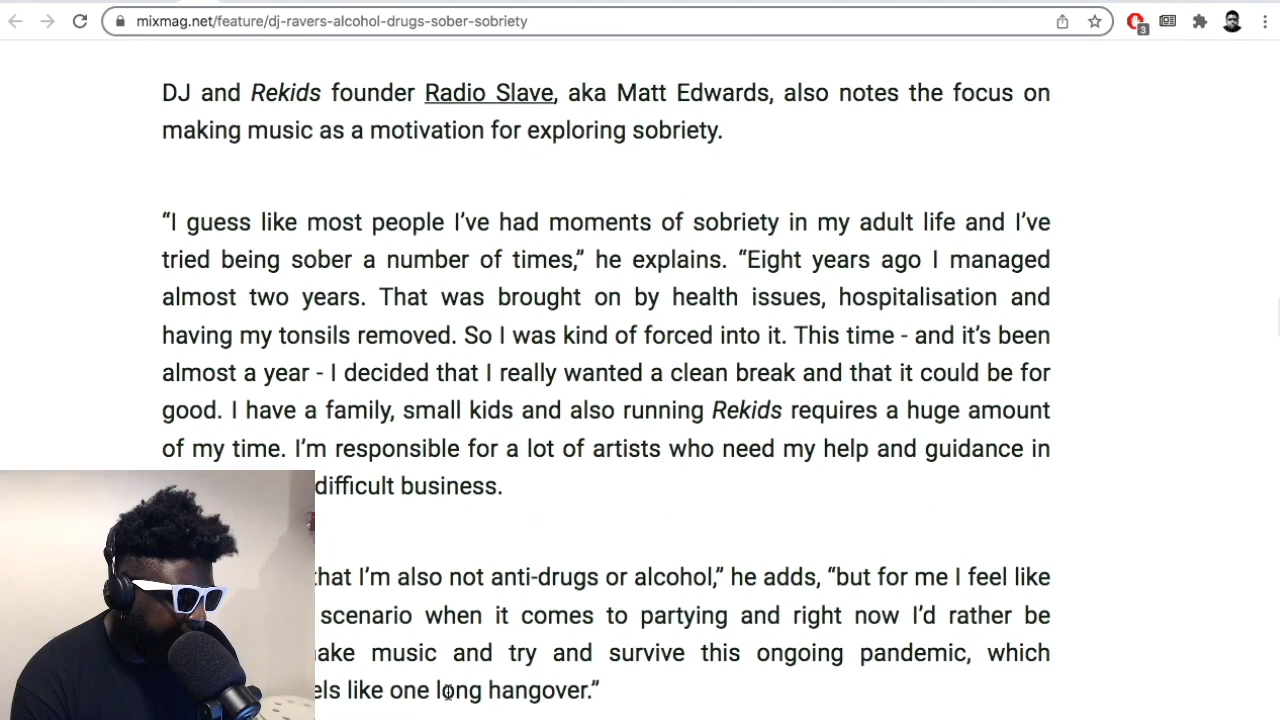 mixmag.net/feature/dj-ravers-alcohol-drugs-sober-sobriety
3
DJ and Rekids founder Radio Slave, aka Matt Edwards, also notes the focus on
making music as a motivation for exploring sobriety.
“I guess like most people I’ve had moments of sobriety in my adult life and I’ve
tried being sober a number of times,” he explains. “Eight years ago I managed
almost two years. That was brought on by health issues, hospitalisation and
having my tonsils removed. So I was kind of forced into it. This time - and it’s been
almost a year - I decided that I really wanted a clean break and that it could be for
good. I have a family, small kids and also running Rekids requires a huge amount
of my time. I’m responsible for a lot of artists who need my help and guidance in
difficult business.
that I’m also not anti-drugs or alcohol,” he adds, “but for me I feel like
scenario when it comes to partying and right now I’d rather be
music and try and survive this ongoing pandemic, which
like one long hangover.”